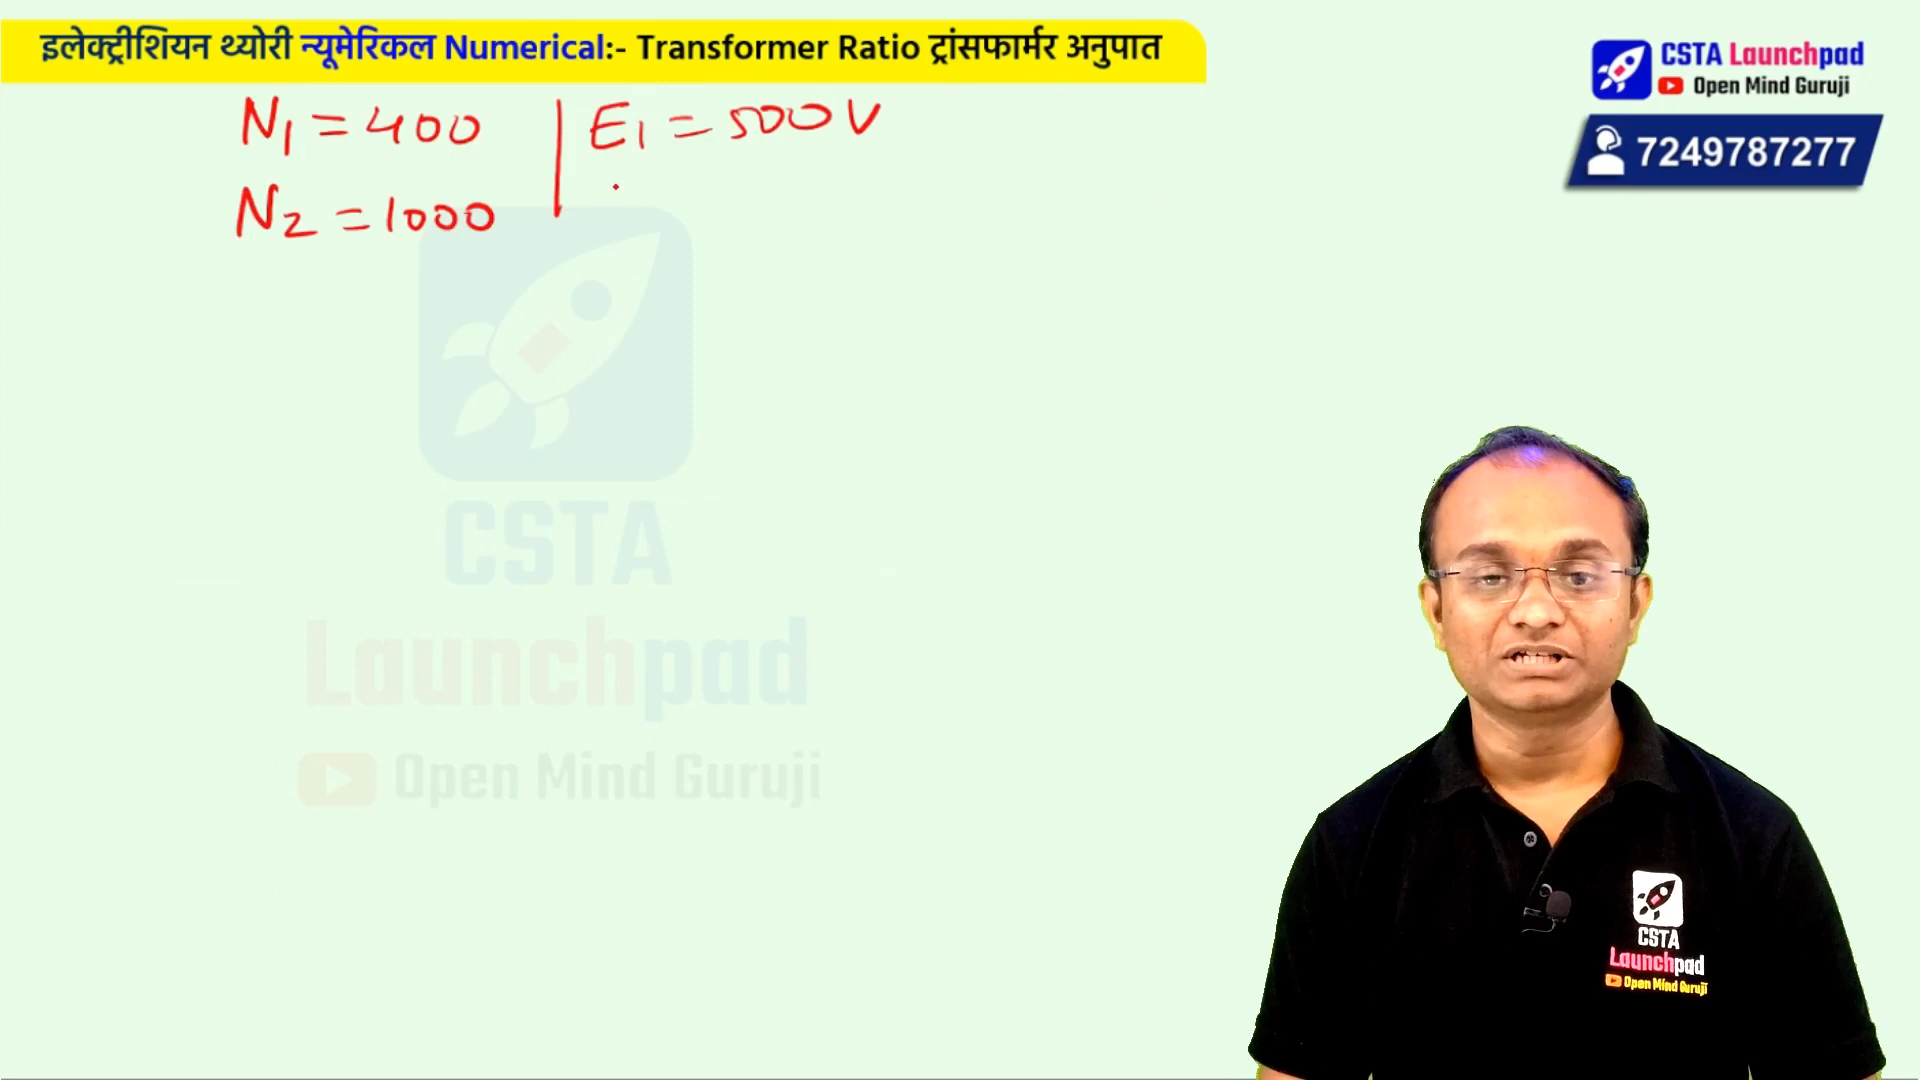 इलेक्ट्रीशियन थ्योरी न्यूमेरिकल Numerical:- Transformer Ratio ट्रांसफार्मर अनुपात
CSTA Launchpad
Open Mind Guruji
7249787277
N1 = 400
E1 = 500V
N2 = 1000
CSTA
Launchpad
Open Mind Guruji
CSTA
Launchpad
Open Mind Guruji